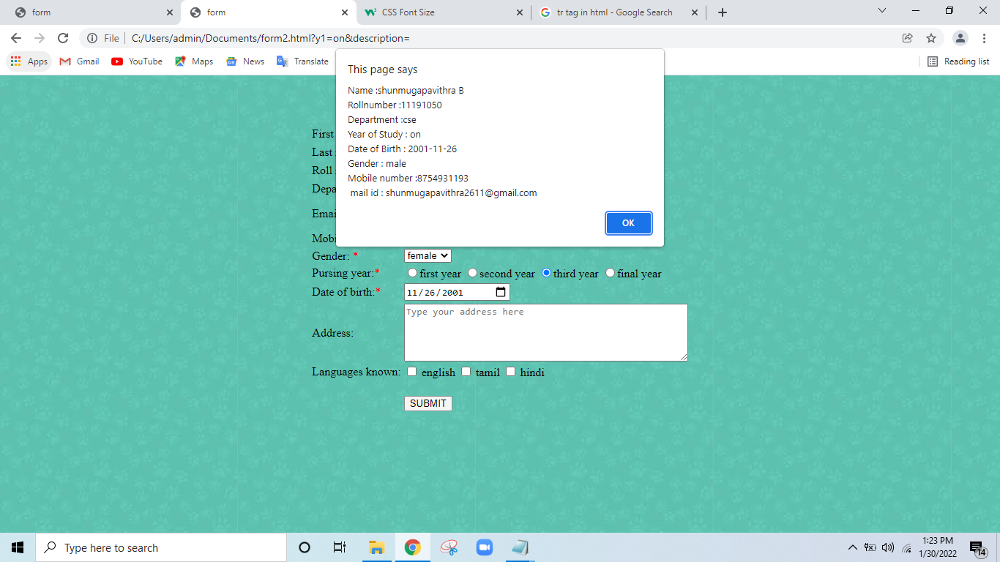 form
form
CSS Font Size
tr tag in html - Google Search
File
C:/Users/admin/Documents/form2.html?y1=on&description=
Apps
Gmail
YouTube
Maps
News
Translate
Reading list
This page says
Name :shunmugapavithra B
Rollnumber :11191050
Department :cse
Year of Study : on
Date of Birth : 2001-11-26
Gender : male
Mobile number :8754931193
mail id : shunmugapavithra2611@gmail.com
OK
First
Last
Roll
Depa
Emai
Mobi
Gender: *
female
Pursing year:*
first year second year third year final year
Date of birth:*
11/26/2001
Address:
Type your address here
Languages known:
english tamil hindi
SUBMIT
Type here to search
1:23 PM
1/30/2022
14